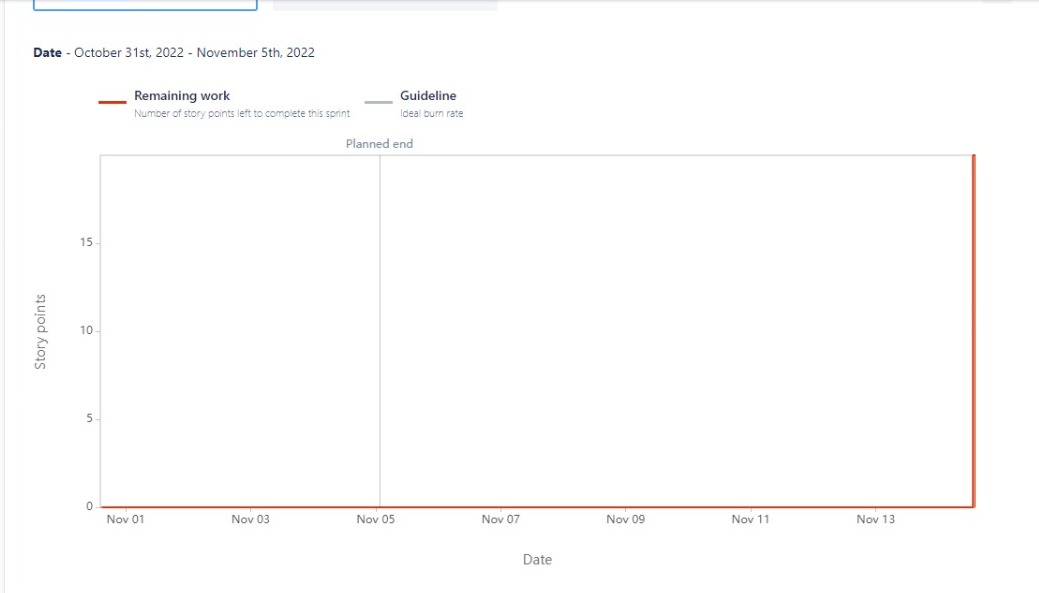 Date - October 31st, 2022 - November 5th, 2022
Remaining work
Number of story points left to complete this sprint
Guideline
Ideal burn rate
Planned end
15
10
5
0
Story points
Nov 01 Nov 03 Nov 05 Nov 07 Nov 09 Nov 11 Nov 13
Date